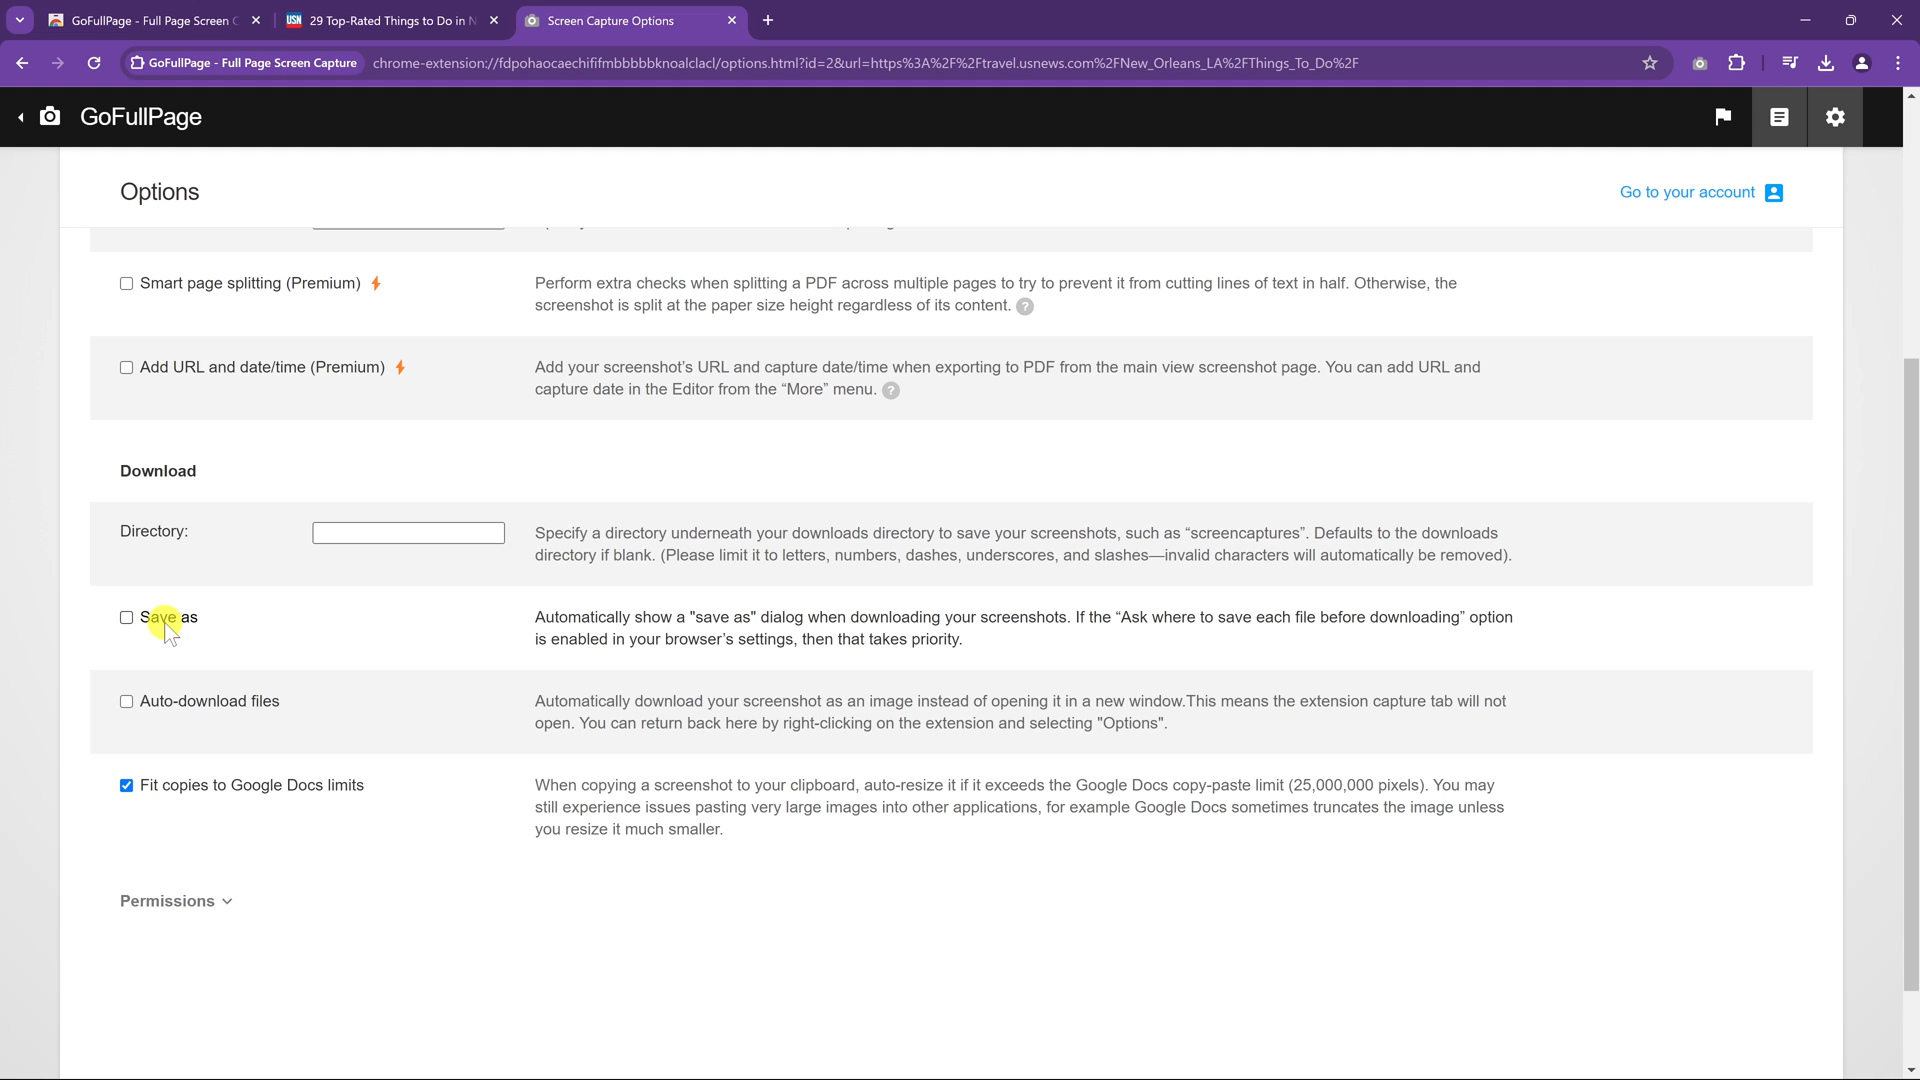 GoFullPage - Full Page Screen C
29 Top-Rated Things to Do in N
Screen Capture Options
GoFullPage - Full Page Screen Capture
chrome-extension://fdpohaocaechififmbbbbbknoalclacl/options.html?id=2&url=https%3A%2F%2Ftravel.usnews.com%2FNew_Orleans_LA%2FThings_To_Do%2F
GoFullPage
Options
Go to your account
Smart page splitting (Premium)
Perform extra checks when splitting a PDF across multiple pages to try to prevent it from cutting lines of text in half. Otherwise, the
screenshot is split at the paper size height regardless of its content. ?
Add URL and date/time (Premium)
Add your screenshot’s URL and capture date/time when exporting to PDF from the main view screenshot page. You can add URL and
capture date in the Editor from the “More” menu. ?
Download
Directory:
Specify a directory underneath your downloads directory to save your screenshots, such as “screencaptures”. Defaults to the downloads
directory if blank. (Please limit it to letters, numbers, dashes, underscores, and slashes—invalid characters will automatically be removed).
Save as
Automatically show a "save as" dialog when downloading your screenshots. If the “Ask where to save each file before downloading” option
is enabled in your browser’s settings, then that takes priority.
Auto-download files
Automatically download your screenshot as an image instead of opening it in a new window.This means the extension capture tab will not
open. You can return back here by right-clicking on the extension and selecting "Options".
Fit copies to Google Docs limits
When copying a screenshot to your clipboard, auto-resize it if it exceeds the Google Docs copy-paste limit (25,000,000 pixels). You may
still experience issues pasting very large images into other applications, for example Google Docs sometimes truncates the image unless
you resize it much smaller.
Permissions